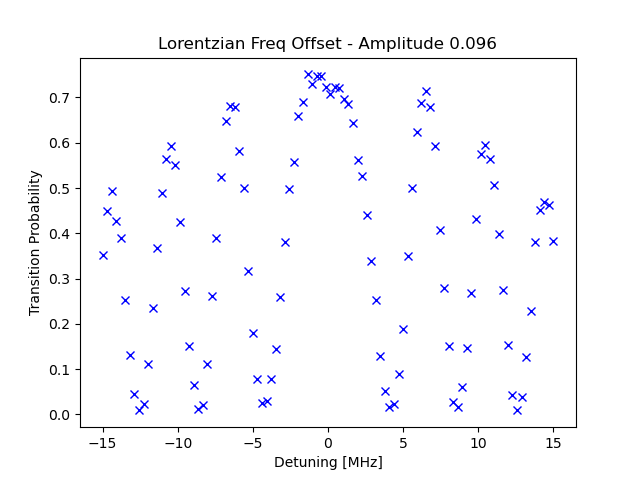 Lorentzian Freq Offset - Amplitude 0.096
Transition Probability
0.7
0.6
0.5
0.4
0.3
0.2
0.1
0.0
−15 −10 −5 0 5 10 15
Detuning [MHz]